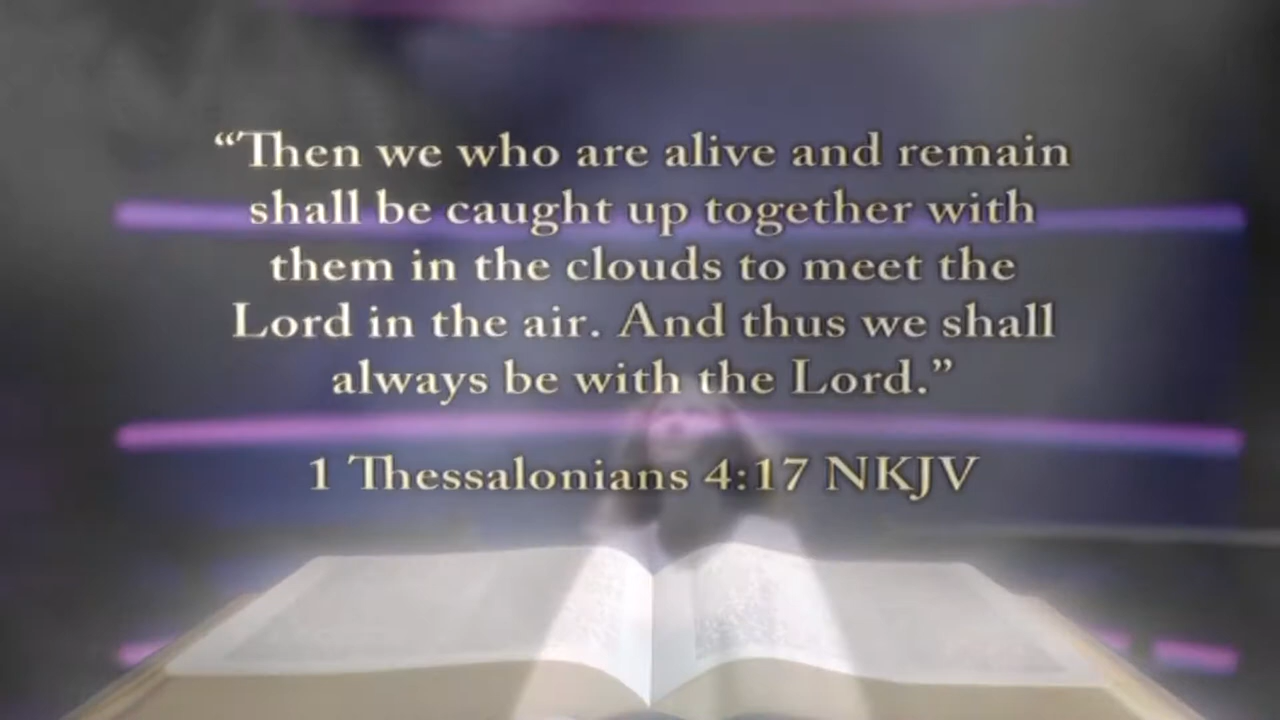 “Then we who are alive and remain
shall be caught up together with
them in the clouds to meet the
Lord in the air. And thus we shall
always be with the Lord.”
1 Thessalonians 4:17 NKJV